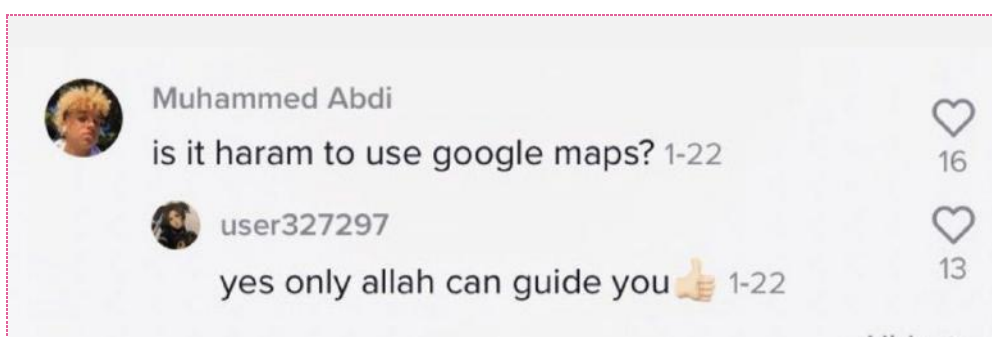 Muhammed Abdi
is it haram to use google maps? 1-22
16
user327297
yes only allah can guide you👍🏻 1-22
13